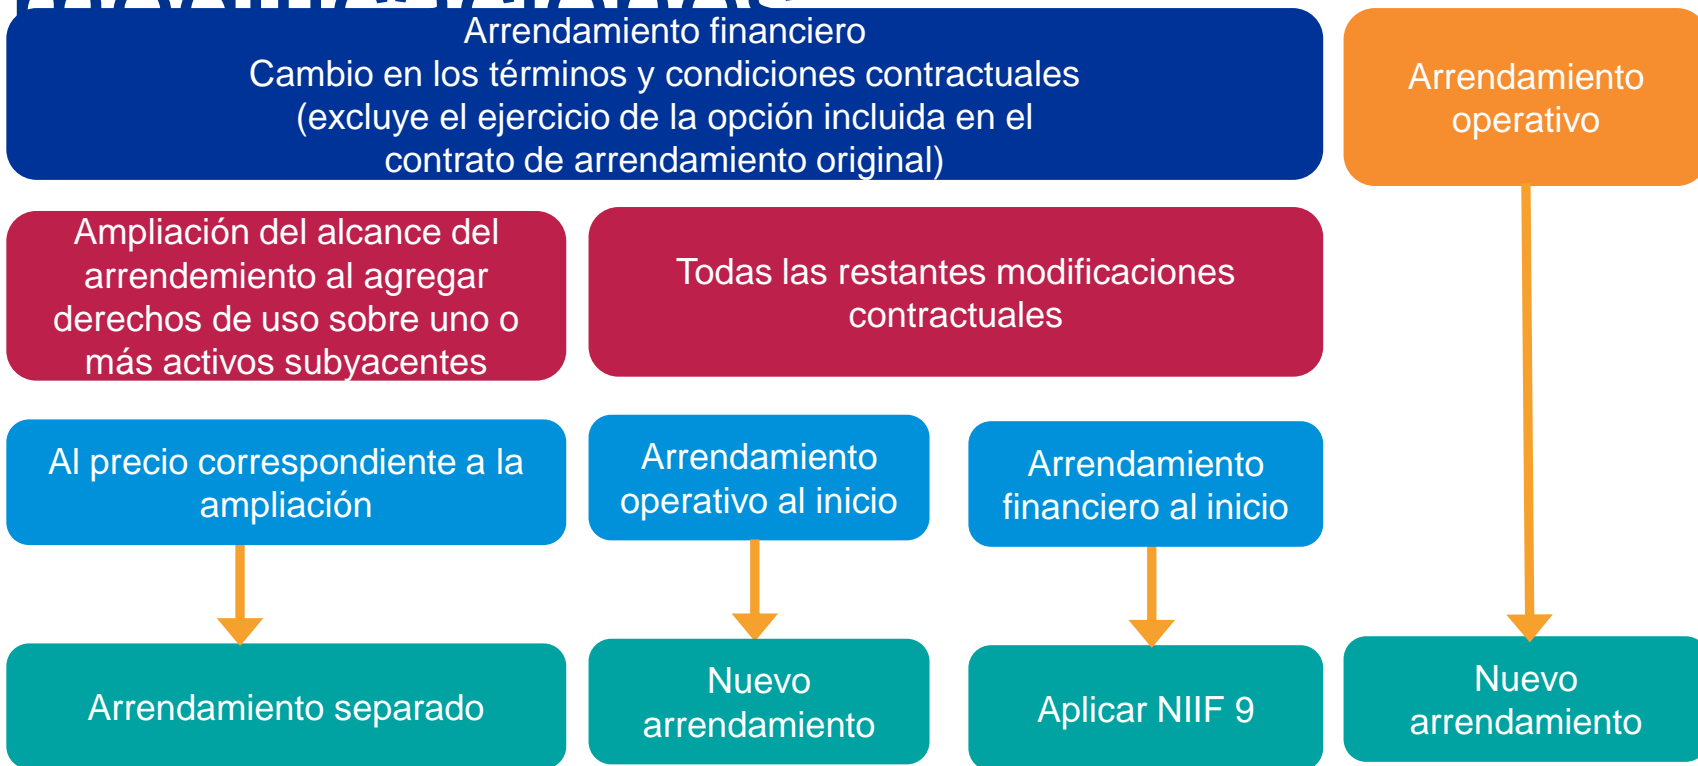 Arrendamiento financiero
Cambio en los términos y condiciones contractuales
(excluye el ejercicio de la opción incluida en el
contrato de arrendamiento original)
Arrendamiento
operativo
Ampliación del alcance del
arrendemiento al agregar
derechos de uso sobre uno o
más activos subyacentes
Todas las restantes modificaciones
contractuales
Al precio correspondiente a la
ampliación
Arrendamiento
operativo al inicio
Arrendamiento
financiero al inicio
Arrendamiento separado
Nuevo
arrendamiento
Aplicar NIIF 9
Nuevo
arrendamiento